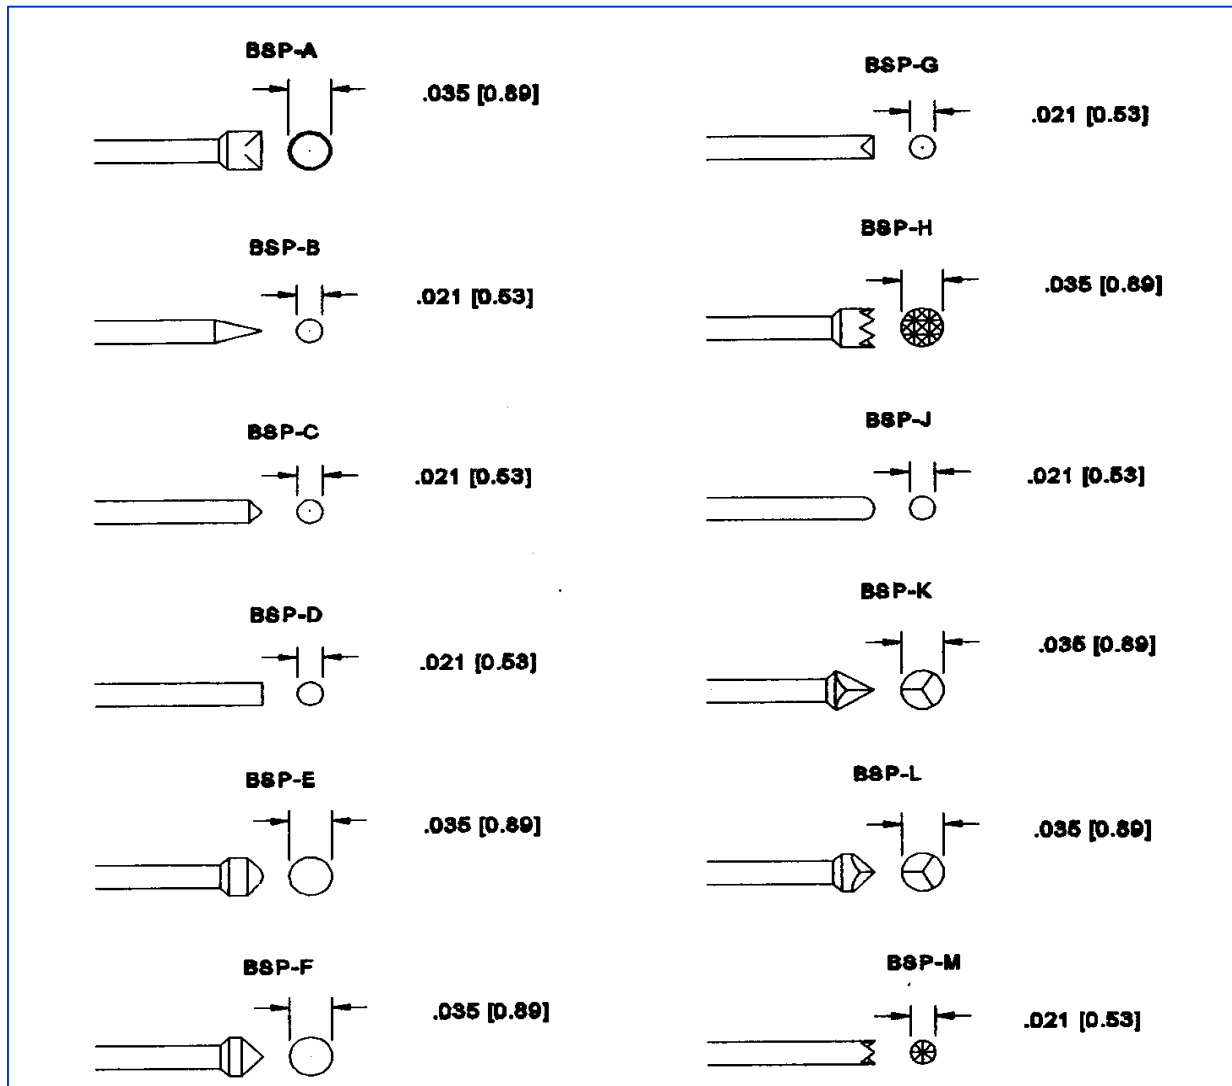 BSP-A
.035 [0.89]
BSP-B
.021 [0.53]
BSP-C
.021 [0.53]
BSP-D
.021 [0.53]
BSP-E
.035 [0.89]
BSP-F
.035 [0.89]
BSP-G
.021 [0.53]
BSP-H
.035 [0.89]
BSP-J
.021 [0.53]
BSP-K
.035 [0.89]
BSP-L
.035 [0.89]
BSP-M
.021 [0.53]